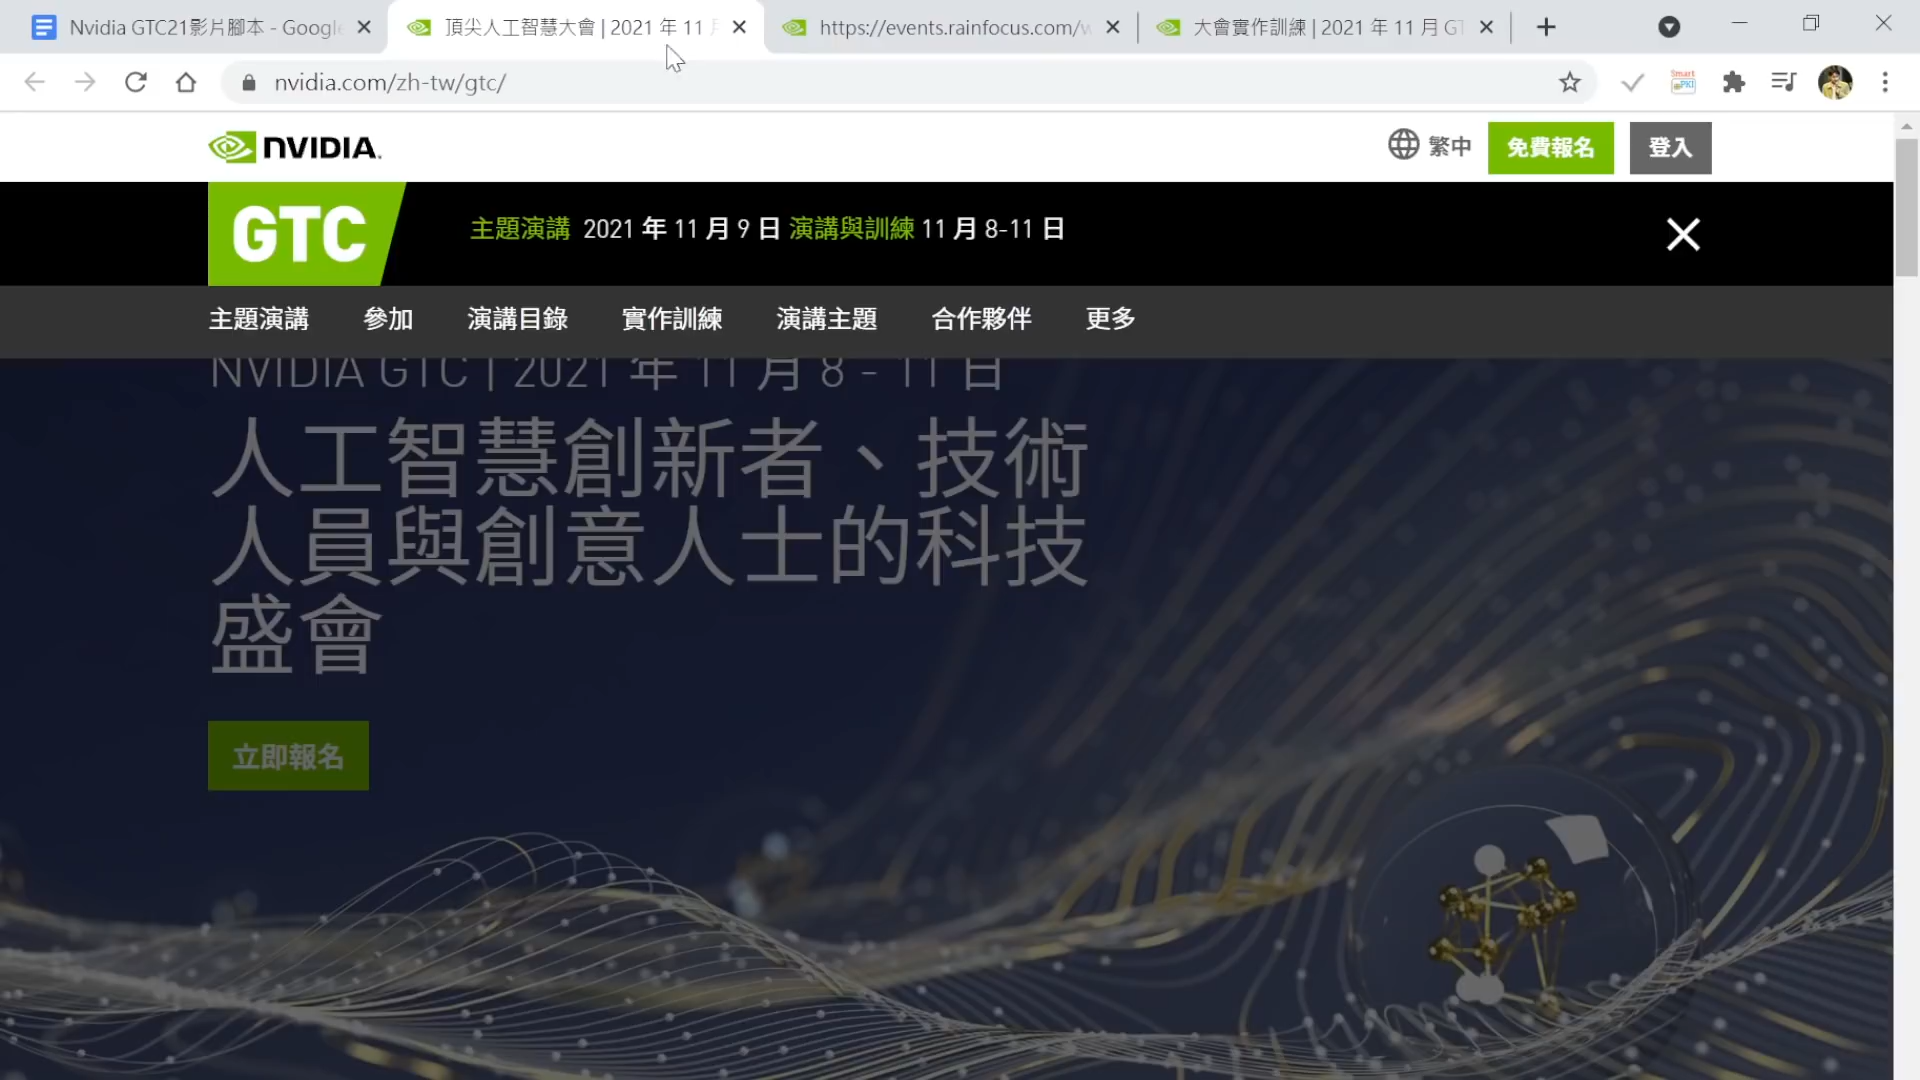 Nvidia GTC21影片腳本 - Google
頂尖人工智慧大會 | 2021 年 11 月
https://events.rainfocus.com/w
大會實作訓練 | 2021 年 11 月 GT
nvidia.com/zh-tw/gtc/
Smart
ePKI
NVIDIA.
繁中
免費報名
登入
GTC
主題演講 2021 年 11 月 9 日 演講與訓練 11 月 8-11 日
主題演講 參加 演講目錄 實作訓練 演講主題 合作夥伴 更多
NVIDIA GTC | 2021 年 11 月 8 - 11 日
人工智慧創新者、技術
人員與創意人士的科技
盛會
立即報名